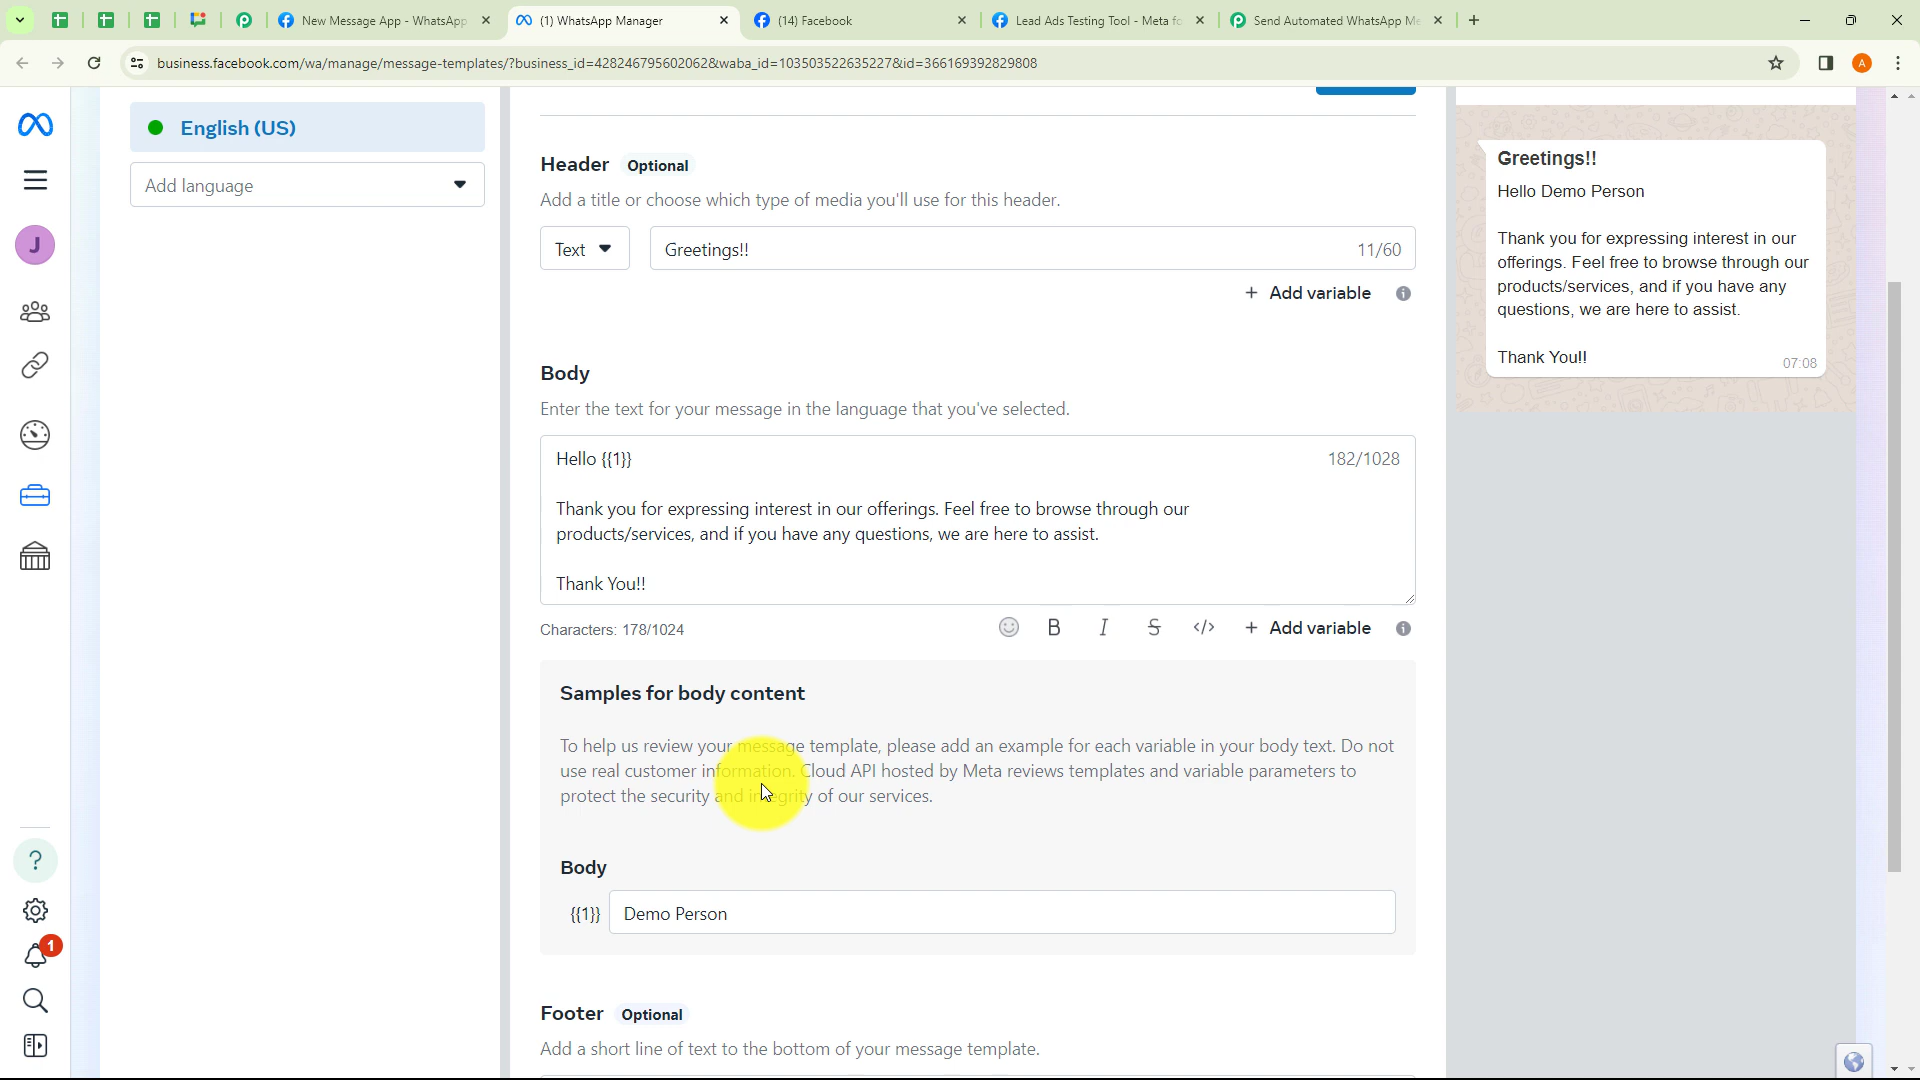 New Message App - WhatsApp
(1) WhatsApp Manager
(14) Facebook
Lead Ads Testing Tool - Meta fo
Send Automated WhatsApp Me
business.facebook.com/wa/manage/message-templates/?business_id=428246795602062&waba_id=103503522635227&id=366169392829808
A
J
English (US)
Add language
Header Optional
Add a title or choose which type of media you'll use for this header.
Text
Greetings!!
11/60
+ Add variable
Body
Enter the text for your message in the language that you've selected.
Hello {{1}}
182/1028
Thank you for expressing interest in our offerings. Feel free to browse through our
products/services, and if you have any questions, we are here to assist.
Thank You!!
Characters: 178/1024
B I S </> + Add variable
Samples for body content
To help us review your message template, please add an example for each variable in your body text. Do not
use real customer information. Cloud API hosted by Meta reviews templates and variable parameters to
protect the security and integrity of our services.
Body
{{1}} Demo Person
Footer Optional
Add a short line of text to the bottom of your message template.
Greetings!!
Hello Demo Person
Thank you for expressing interest in our
offerings. Feel free to browse through our
products/services, and if you have any
questions, we are here to assist.
Thank You!!
07:08
?
1